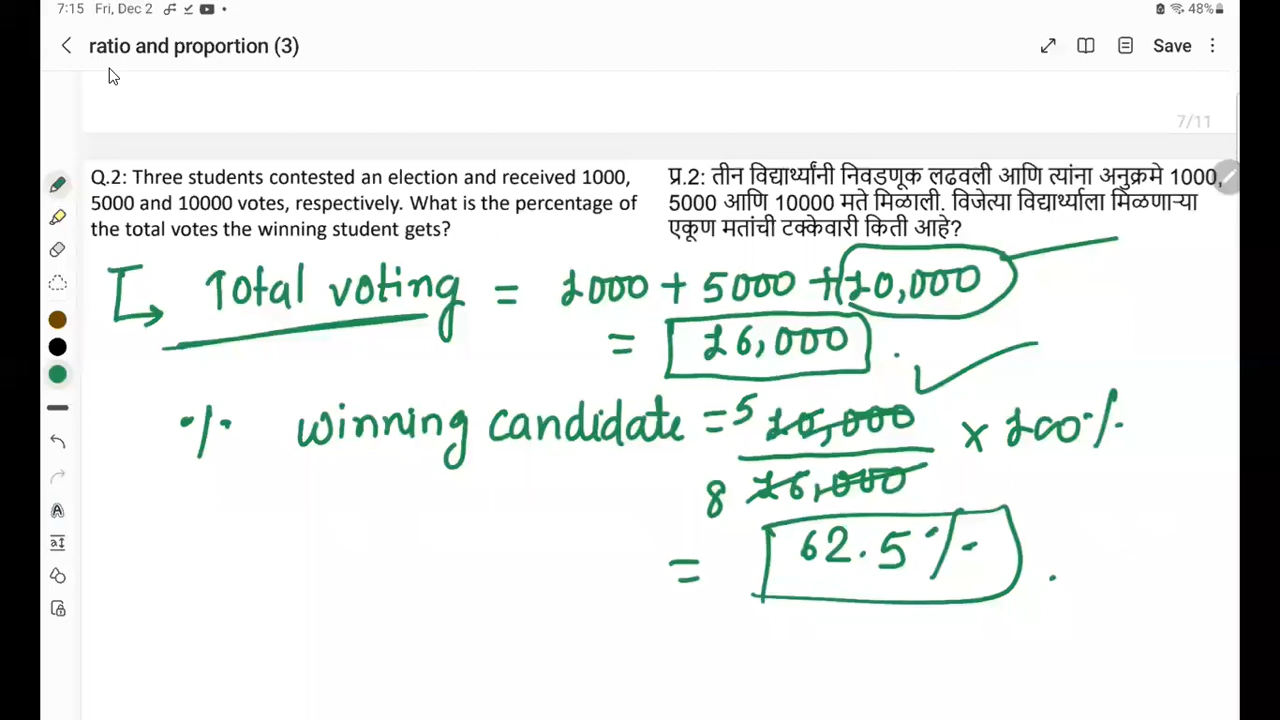 7:15 Fri, Dec 2 48%
ratio and proportion (3) Save
7/11
Q.2: Three students contested an election and received 1000,
5000 and 10000 votes, respectively. What is the percentage of
the total votes the winning student gets?
प्र.2: तीन विद्यार्थ्यांनी निवडणूक लढवली आणि त्यांना अनुक्रमे 1000,
5000 आणि 10000 मते मिळाली. विजेत्या विद्यार्थ्याला मिळणाऱ्या
एकूण मतांची टक्केवारी किती आहे?
Total voting = 1000 + 5000 + 10,000
= 16,000
% winning candidate = 5 10,000 × 100%
8 16,000
= 62.5%